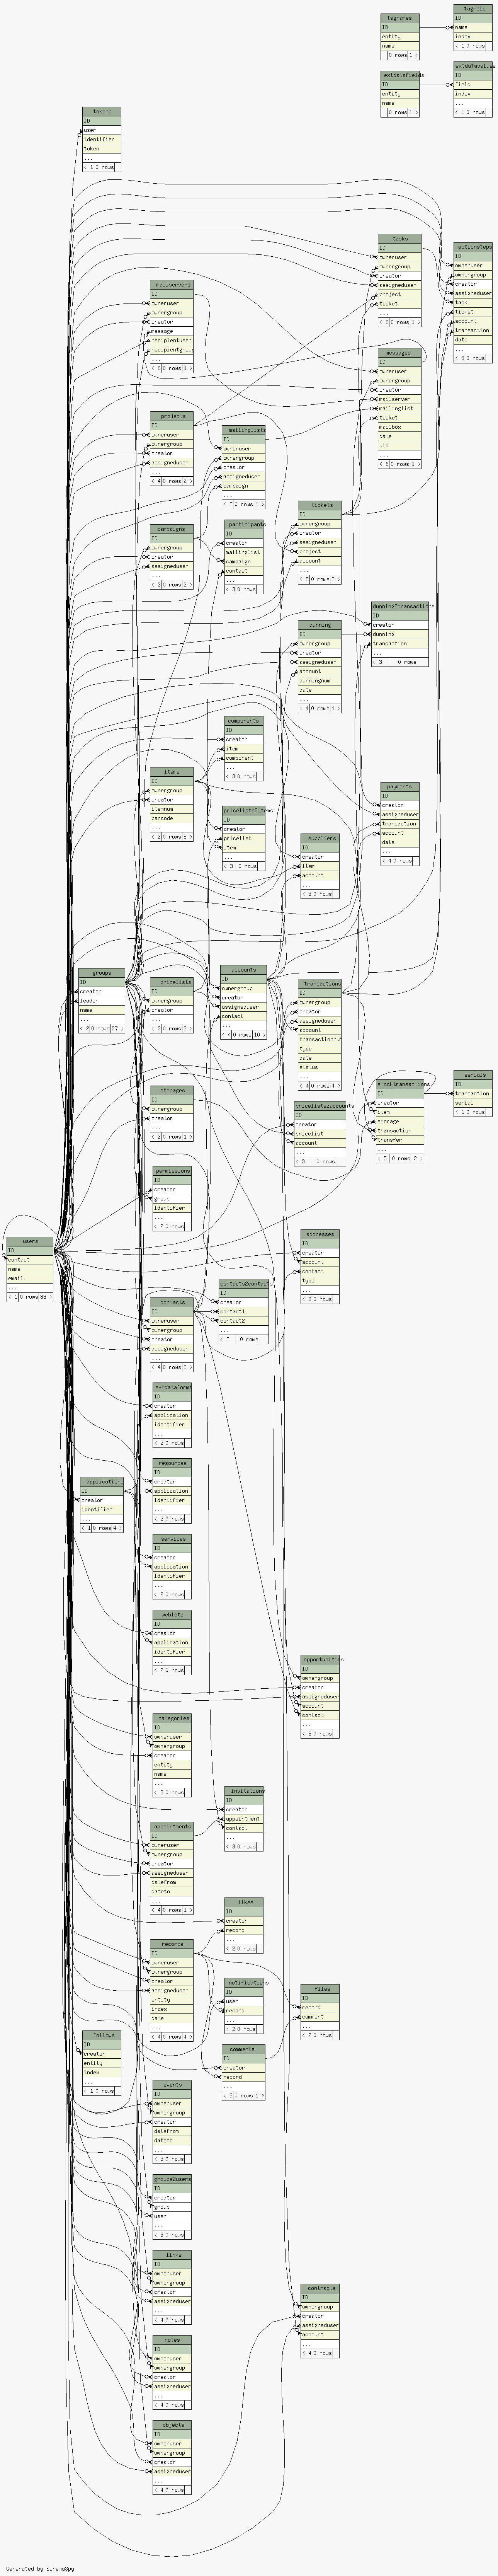 tagnames
ID
entity
name
0 rows 1 >
tagrels
ID
name
index
< 1 0 rows
extdatafields
ID
entity
name
0 rows 1 >
extdatavalues
ID
field
index
...
< 1 0 rows
tokens
ID
user
identifier
token
...
< 1 0 rows
tasks
ID
owneruser
ownergroup
creator
assigneduser
project
ticket
...
< 6 0 rows 1 >
actionsteps
ID
owneruser
ownergroup
creator
assigneduser
task
ticket
account
transaction
date
...
< 8 0 rows
mailservers
ID
owneruser
ownergroup
creator
message
recipientuser
recipientgroup
...
< 6 0 rows 1 >
messages
ID
owneruser
ownergroup
creator
mailserver
mailinglist
ticket
mailbox
date
uid
...
< 6 0 rows 1 >
projects
ID
owneruser
ownergroup
creator
assigneduser
...
< 4 0 rows 2 >
mailinglists
ID
owneruser
ownergroup
creator
assigneduser
campaign
...
< 5 0 rows 1 >
tickets
ID
ownergroup
creator
assigneduser
project
account
...
< 5 0 rows 3 >
campaigns
ID
ownergroup
creator
assigneduser
...
< 3 0 rows 2 >
participants
ID
creator
mailinglist
campaign
contact
...
< 3 0 rows
dunning2transactions
ID
creator
dunning
transaction
...
< 3 0 rows
dunning
ID
ownergroup
creator
assigneduser
account
dunningnum
date
...
< 4 0 rows 1 >
components
ID
creator
item
component
...
< 3 0 rows
items
ID
ownergroup
creator
itemnum
barcode
...
< 2 0 rows 5 >
payments
ID
creator
assigneduser
transaction
account
date
...
< 4 0 rows
pricelists2items
ID
creator
pricelist
item
...
< 3 0 rows
suppliers
ID
creator
item
account
...
< 3 0 rows
groups
ID
creator
leader
name
...
< 2 0 rows 27 >
pricelists
ID
ownergroup
creator
...
< 2 0 rows 2 >
accounts
ID
ownergroup
creator
assigneduser
contact
...
< 4 0 rows 10 >
transactions
ID
ownergroup
creator
assigneduser
account
transactionnum
type
date
status
...
< 4 0 rows 4 >
serials
ID
transaction
serial
< 1 0 rows
stocktransactions
ID
creator
item
storage
transaction
transfer
...
< 5 0 rows 2 >
storages
ID
ownergroup
creator
...
< 2 0 rows 1 >
pricelists2accounts
ID
creator
pricelist
account
...
< 3 0 rows
permissions
ID
creator
group
identifier
...
< 2 0 rows
users
ID
contact
name
email
...
< 1 0 rows 83 >
addresses
ID
creator
account
contact
type
...
< 3 0 rows
contacts2contacts
ID
creator
contact1
contact2
...
< 3 0 rows
contacts
ID
owneruser
ownergroup
creator
assigneduser
...
< 4 0 rows 8 >
extdataforms
ID
creator
application
identifier
...
< 2 0 rows
resources
ID
creator
application
identifier
...
< 2 0 rows
applications
ID
creator
identifier
...
< 1 0 rows 4 >
services
ID
creator
application
identifier
...
< 2 0 rows
weblets
ID
creator
application
identifier
...
< 2 0 rows
opportunities
ID
ownergroup
creator
assigneduser
account
contact
...
< 5 0 rows
categories
ID
owneruser
ownergroup
creator
entity
name
...
< 3 0 rows
invitations
ID
creator
appointment
contact
...
< 3 0 rows
appointments
ID
owneruser
ownergroup
creator
assigneduser
datefrom
dateto
...
< 4 0 rows 1 >
likes
ID
creator
record
...
< 2 0 rows
records
ID
owneruser
ownergroup
creator
assigneduser
entity
index
date
...
< 4 0 rows 4 >
notifications
ID
user
record
...
< 2 0 rows
files
ID
record
comment
...
< 2 0 rows
follows
ID
creator
entity
index
...
< 1 0 rows
comments
ID
creator
record
...
< 2 0 rows 1 >
events
ID
owneruser
ownergroup
creator
datefrom
dateto
...
< 3 0 rows
groups2users
ID
creator
group
user
...
< 3 0 rows
links
ID
owneruser
ownergroup
creator
assigneduser
...
< 4 0 rows
contracts
ID
ownergroup
creator
assigneduser
account
...
< 4 0 rows
notes
ID
owneruser
ownergroup
creator
assigneduser
...
< 4 0 rows
objects
ID
owneruser
ownergroup
creator
assigneduser
...
< 4 0 rows
Generated by SchemaSpy